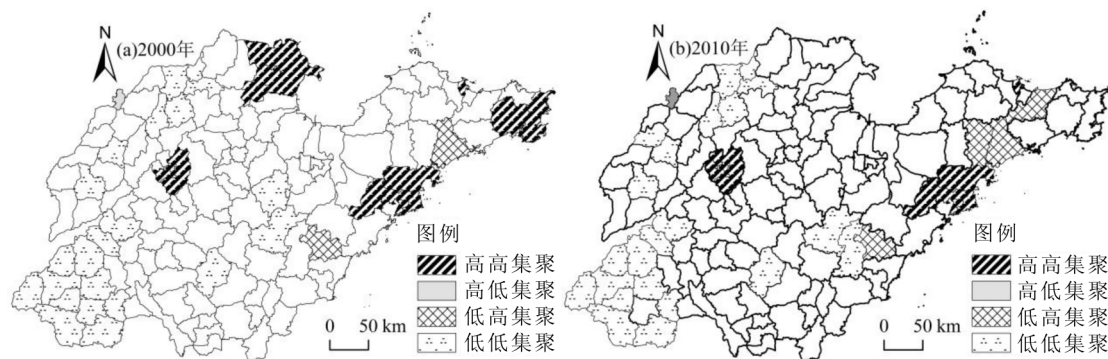 N
(a)2000年
图例
高高集聚
高低集聚
低高集聚
低低集聚
0 50 km
N
(b)2010年
图例
高高集聚
高低集聚
低高集聚
低低集聚
0 50 km